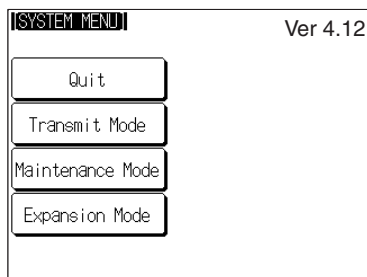 [SYSTEM MENU]
Ver 4.12
Quit
Transmit Mode
Maintenance Mode
Expansion Mode